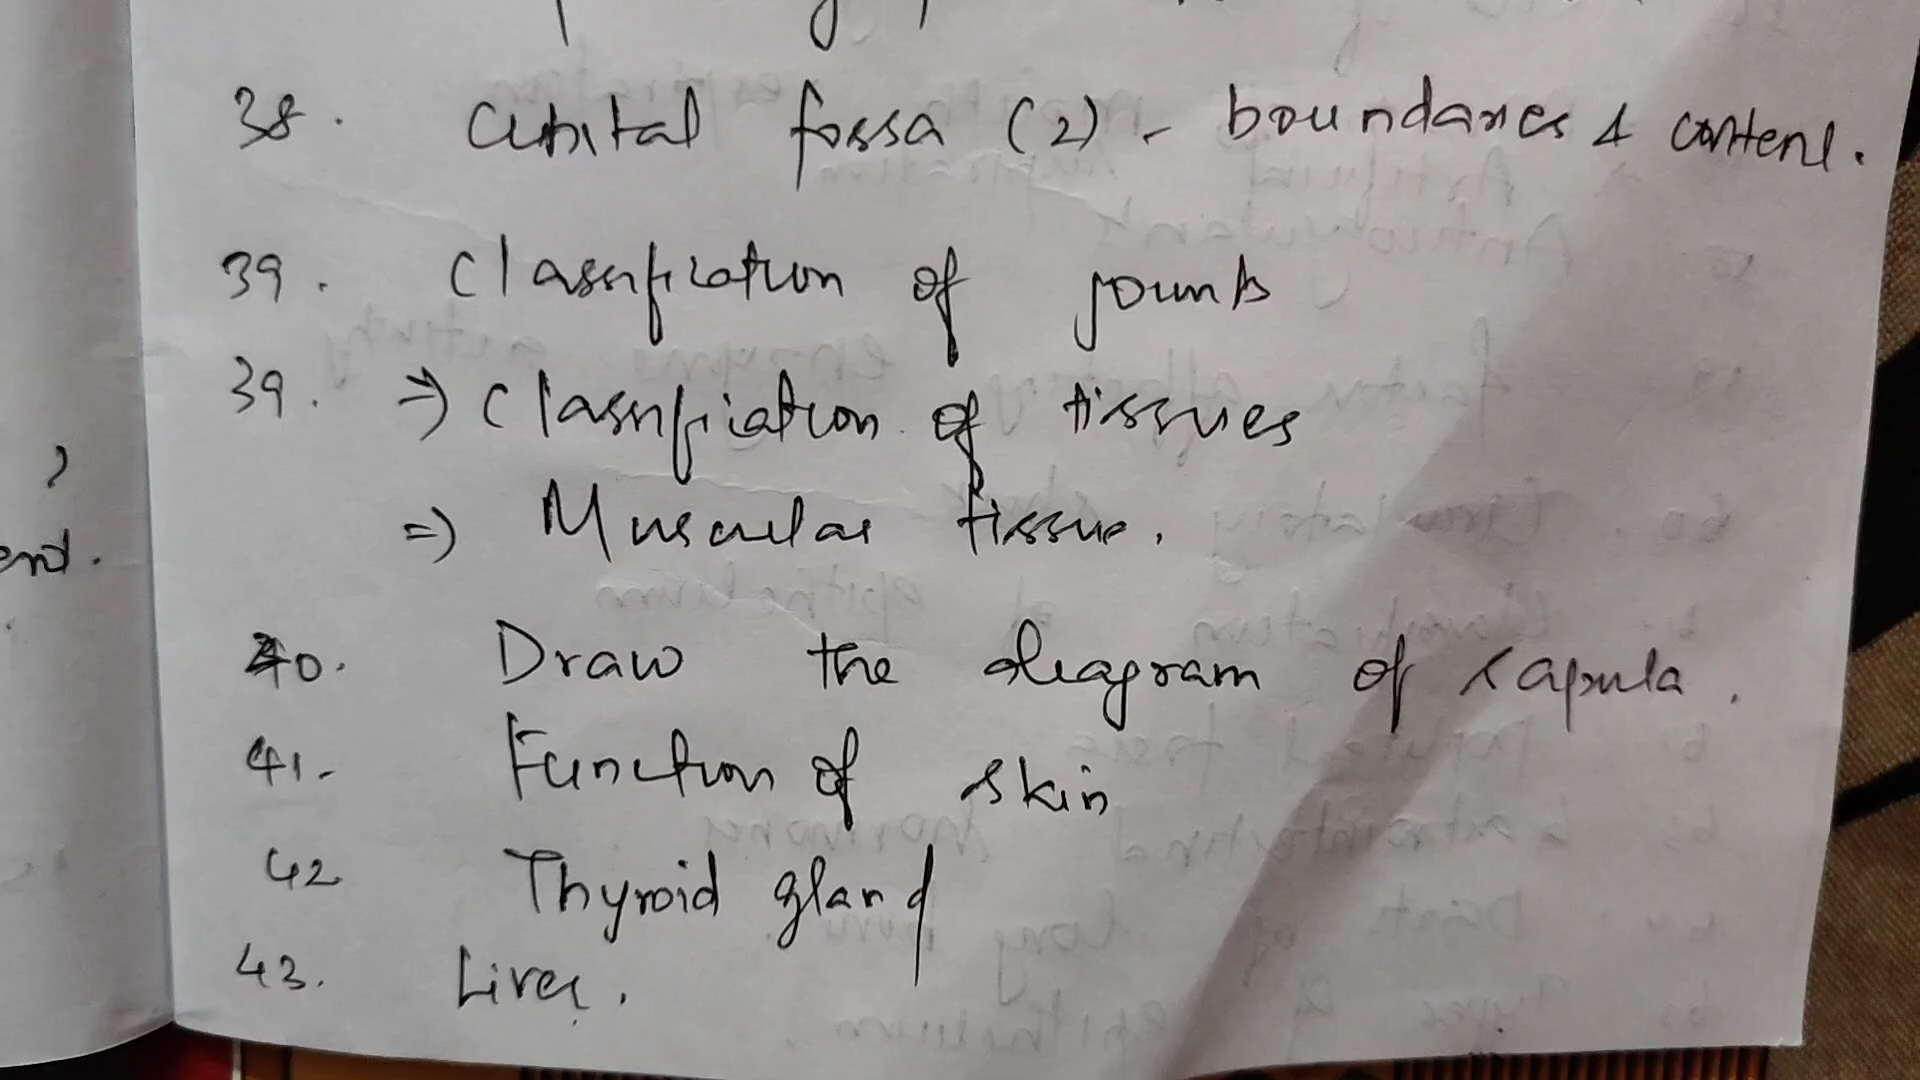 38. Cubital fossa (2) - boundaries & content.
39. Classification of joints
39. => Classification of tissues
=> Muscular tissue.
40. Draw the diagram of scapula.
41. Function of skin
42 Thyroid gland
43. Liver.